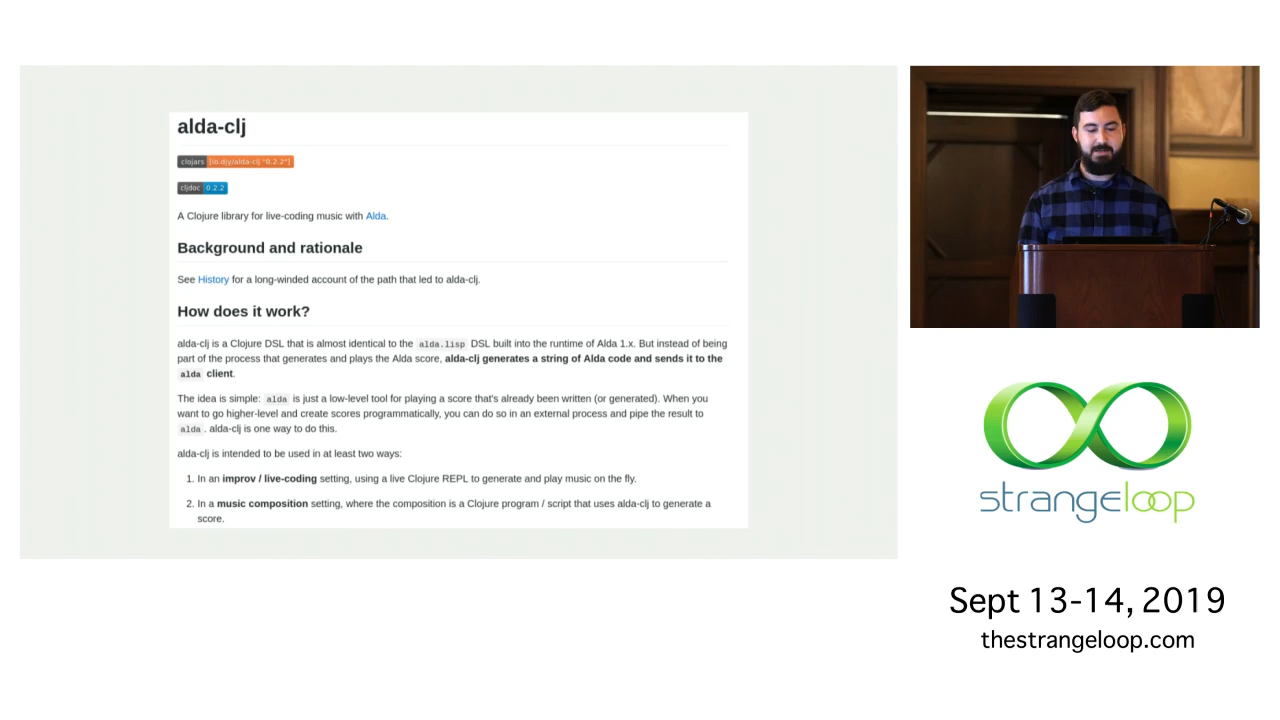 alda-clj
clojars [io.djy/alda-clj "0.2.2"]
cljdoc 0.2.2
A Clojure library for live-coding music with Alda.
Background and rationale
See History for a long-winded account of the path that led to alda-clj.
How does it work?
alda-clj is a Clojure DSL that is almost identical to the alda.lisp DSL built into the runtime of Alda 1.x. But instead of being
part of the process that generates and plays the Alda score, alda-clj generates a string of Alda code and sends it to the
alda client.
The idea is simple: alda is just a low-level tool for playing a score that's already been written (or generated). When you
want to go higher-level and create scores programmatically, you can do so in an external process and pipe the result to
alda . alda-clj is one way to do this.
alda-clj is intended to be used in at least two ways:
1. In an improv / live-coding setting, using a live Clojure REPL to generate and play music on the fly.
2. In a music composition setting, where the composition is a Clojure program / script that uses alda-clj to generate a
score.
strangeloop
Sept 13-14, 2019
thestrangeloop.com